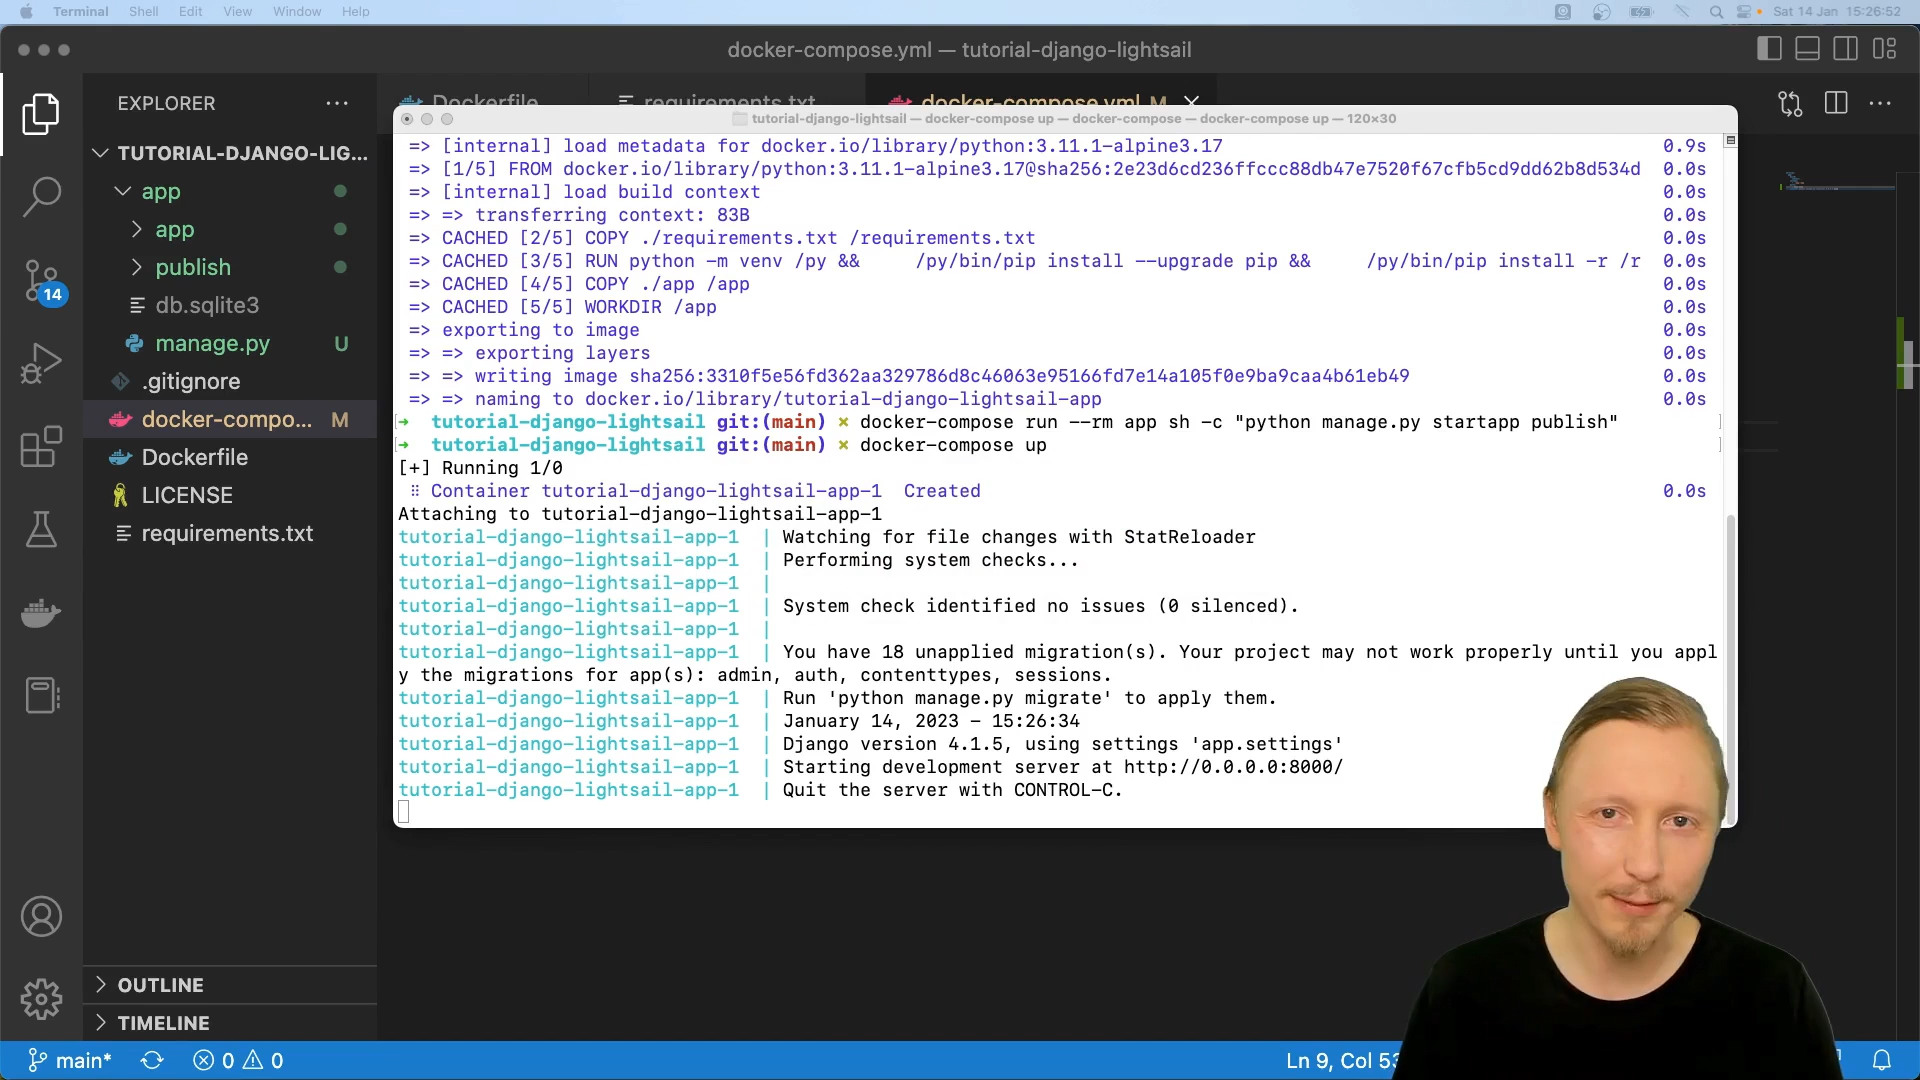 Terminal Shell Edit View Window Help Sat 14 Jan 15:26:52
docker-compose.yml — tutorial-django-lightsail
EXPLORER
Dockerfile requirements.txt docker-compose.yml M
TUTORIAL-DJANGO-LIG...
app
app
publish
db.sqlite3
manage.py U
.gitignore
docker-compo... M
Dockerfile
LICENSE
requirements.txt
14
OUTLINE
TIMELINE
tutorial-django-lightsail — docker-compose up — docker-compose — docker-compose up — 120×30
=> [internal] load metadata for docker.io/library/python:3.11.1-alpine3.17 0.9s
=> [1/5] FROM docker.io/library/python:3.11.1-alpine3.17@sha256:2e23d6cd236ffccc88db47e7520f67cfb5cd9dd62b8d534d 0.0s
=> [internal] load build context 0.0s
=> => transferring context: 83B 0.0s
=> CACHED [2/5] COPY ./requirements.txt /requirements.txt 0.0s
=> CACHED [3/5] RUN python -m venv /py && /py/bin/pip install --upgrade pip && /py/bin/pip install -r /r 0.0s
=> CACHED [4/5] COPY ./app /app 0.0s
=> CACHED [5/5] WORKDIR /app 0.0s
=> exporting to image 0.0s
=> => exporting layers 0.0s
=> => writing image sha256:3310f5e56fd362aa329786d8c46063e95166fd7e14a105f0e9ba9caa4b61eb49 0.0s
=> => naming to docker.io/library/tutorial-django-lightsail-app 0.0s
➜ tutorial-django-lightsail git:(main) × docker-compose run --rm app sh -c "python manage.py startapp publish"
➜ tutorial-django-lightsail git:(main) × docker-compose up
[+] Running 1/0
⠿ Container tutorial-django-lightsail-app-1 Created 0.0s
Attaching to tutorial-django-lightsail-app-1
tutorial-django-lightsail-app-1 | Watching for file changes with StatReloader
tutorial-django-lightsail-app-1 | Performing system checks...
tutorial-django-lightsail-app-1 |
tutorial-django-lightsail-app-1 | System check identified no issues (0 silenced).
tutorial-django-lightsail-app-1 |
tutorial-django-lightsail-app-1 | You have 18 unapplied migration(s). Your project may not work properly until you appl
y the migrations for app(s): admin, auth, contenttypes, sessions.
tutorial-django-lightsail-app-1 | Run 'python manage.py migrate' to apply them.
tutorial-django-lightsail-app-1 | January 14, 2023 - 15:26:34
tutorial-django-lightsail-app-1 | Django version 4.1.5, using settings 'app.settings'
tutorial-django-lightsail-app-1 | Starting development server at http://0.0.0.0:8000/
tutorial-django-lightsail-app-1 | Quit the server with CONTROL-C.
main* 0 0 Ln 9, Col 53